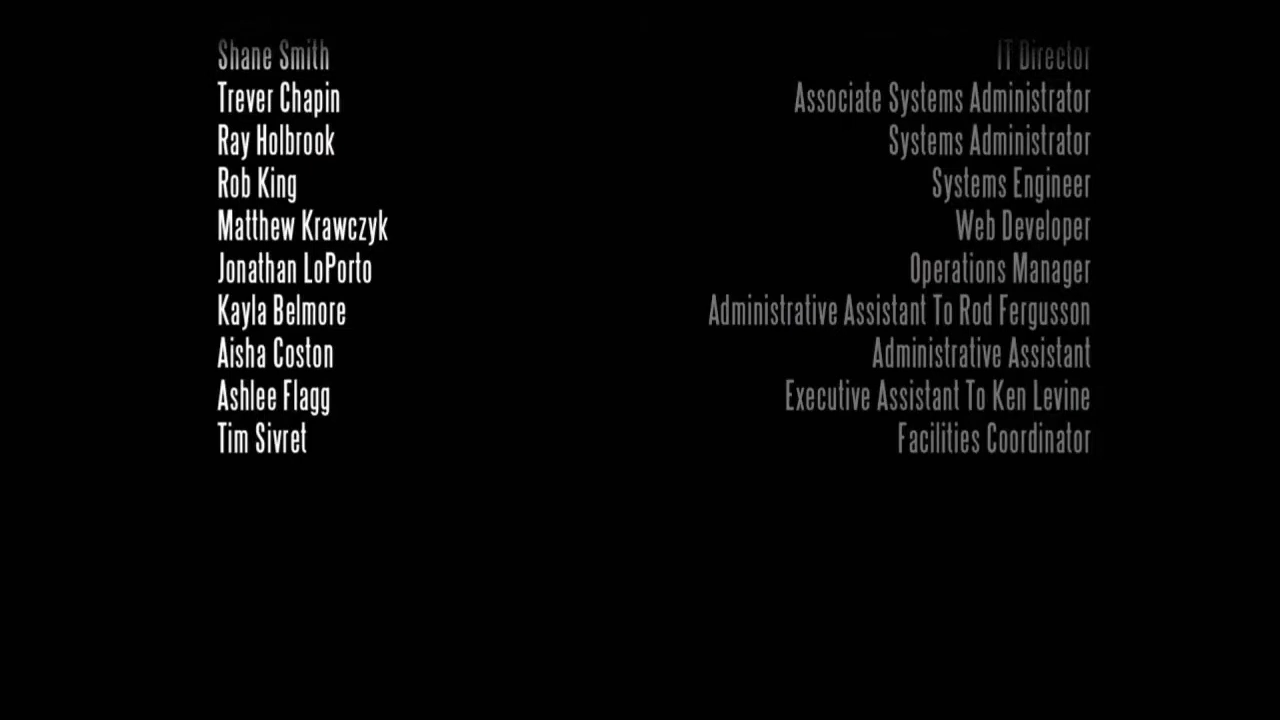 Shane Smith IT Director
Trever Chapin Associate Systems Administrator
Ray Holbrook Systems Administrator
Rob King Systems Engineer
Matthew Krawczyk Web Developer
Jonathan LoPorto Operations Manager
Kayla Belmore Administrative Assistant To Rod Fergusson
Aisha Coston Administrative Assistant
Ashlee Flagg Executive Assistant To Ken Levine
Tim Sivret Facilities Coordinator